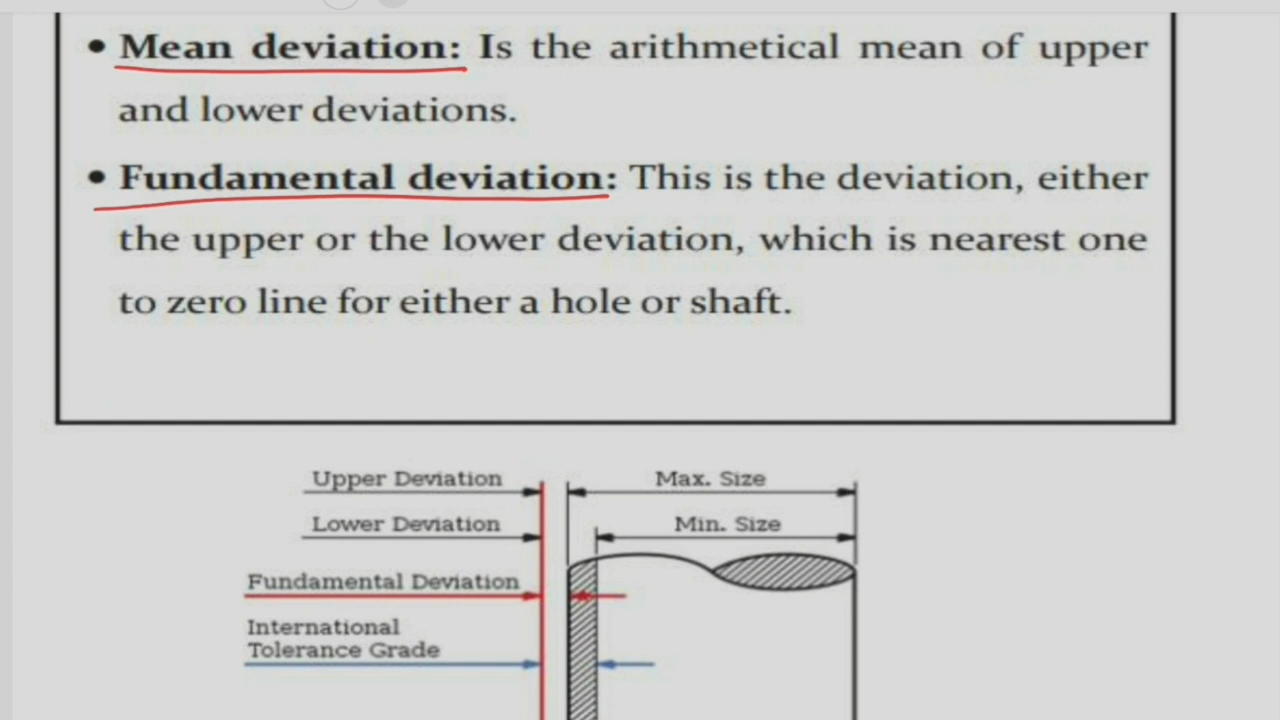 • Mean deviation: Is the arithmetical mean of upper
and lower deviations.
• Fundamental deviation: This is the deviation, either
the upper or the lower deviation, which is nearest one
to zero line for either a hole or shaft.
Upper Deviation
Max. Size
Lower Deviation
Min. Size
Fundamental Deviation
International
Tolerance Grade